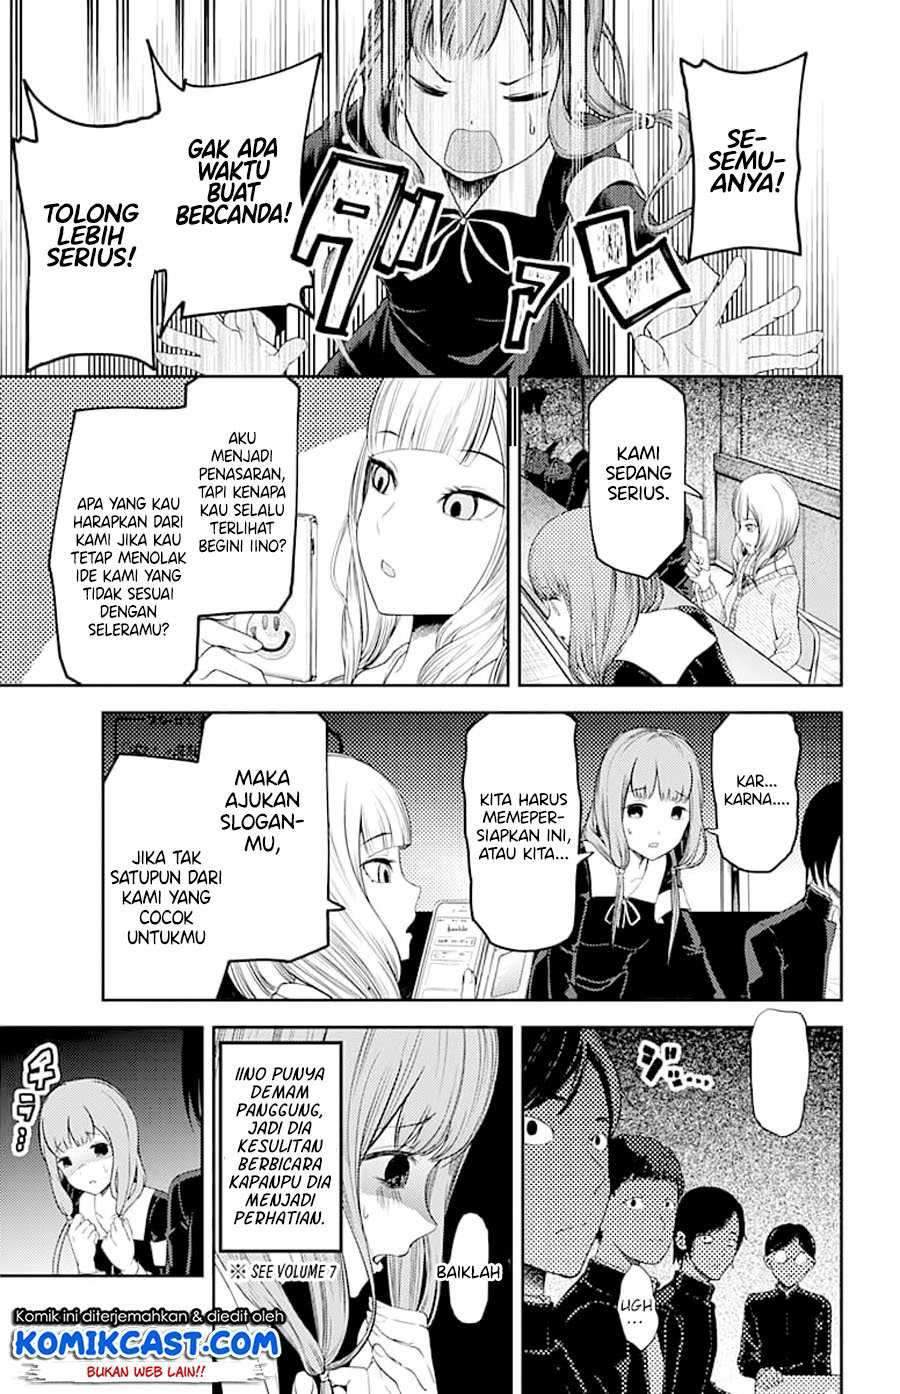 SE-
SEMU-
ANYA!
GAK ADA
WAKTU
BUAT
BERCANDA!
TOLONG
LEBIH
SERIUS!
KAMI
SEDANG
SERIUS.
AKU
MENJADI
PENASARAN,
TAPI KENAPA
KAU SELALU
TERLIHAT
BEGINI IINO?
APA YANG KAU
HARAPKAN DARI
KAMI JIKA KAU
TETAP MENOLAK
IDE KAMI YANG
TIDAK SESUAI
DENGAN
SELERAMU?
KAR...
KARNA....
KITA HARUS
MEMEPER-
SIAPKAN INI,
ATAU KITA...
MAKA
AJUKAN
SLOGAN-
MU,
JIKA TAK
SATUPUN DARI
KAMI YANG
COCOK
UNTUKMU
UGH
...
BAIKLAH
IINO PUNYA
DEMAM
PANGGUNG,
JADI DIA
KESULITAN
BERBICARA
KAPANPU DIA
MENJADI
PERHATIAN.
※ SEE VOLUME 7
チラ...
Komik ini diterjemahkan & diedit oleh
KOMIKCAST.COM
BUKAN WEB LAIN!!